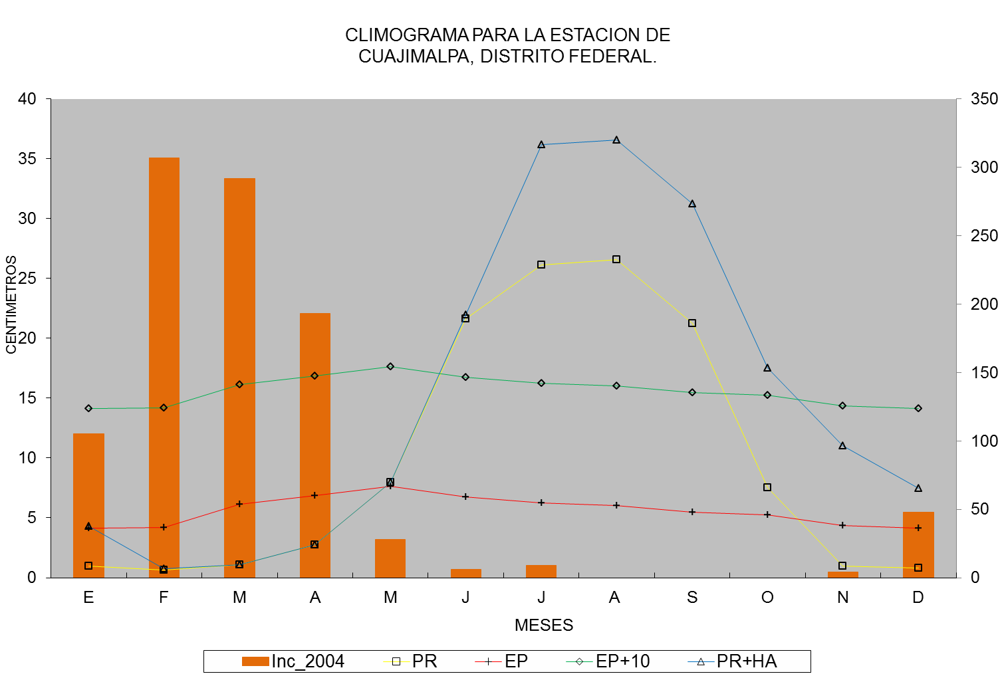 CLIMOGRAMA PARA LA ESTACION DE
CUAJIMALPA, DISTRITO FEDERAL.
40
35
30
25
20
15
10
5
0
CENTIMETROS
350
300
250
200
150
100
50
0
E F M A M J J A S O N D
MESES
Inc_2004 PR EP EP+10 PR+HA